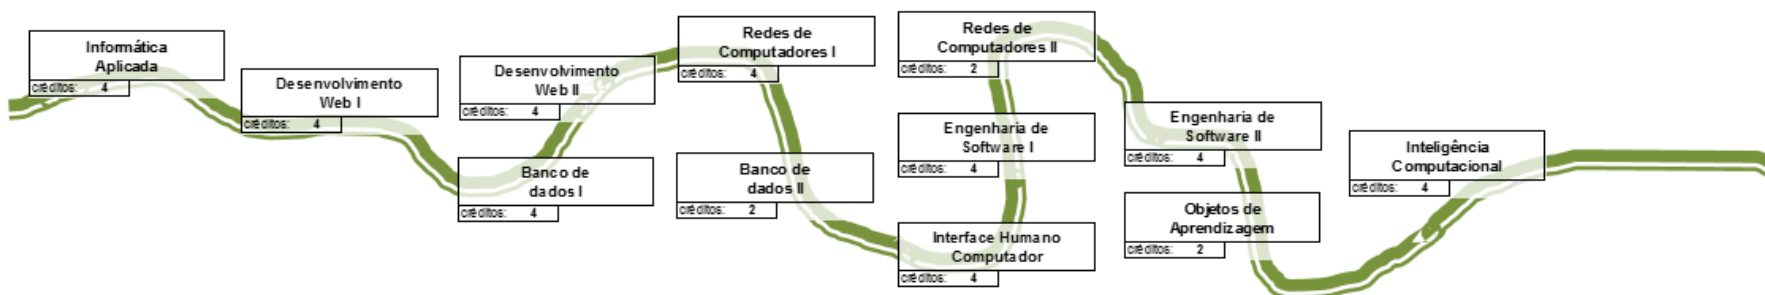 Informática
Aplicada
créditos: 4
Desenvolvimento
Web I
créditos: 4
Desenvolvimento
Web II
créditos: 4
Banco de
dados I
créditos: 4
Redes de
Computadores I
créditos: 4
Banco de
dados II
créditos: 2
Redes de
Computadores II
créditos: 2
Engenharia de
Software I
créditos: 4
Interface Humano
Computador
créditos: 4
Engenharia de
Software II
créditos: 4
Objetos de
Aprendizagem
créditos: 2
Inteligência
Computacional
créditos: 4